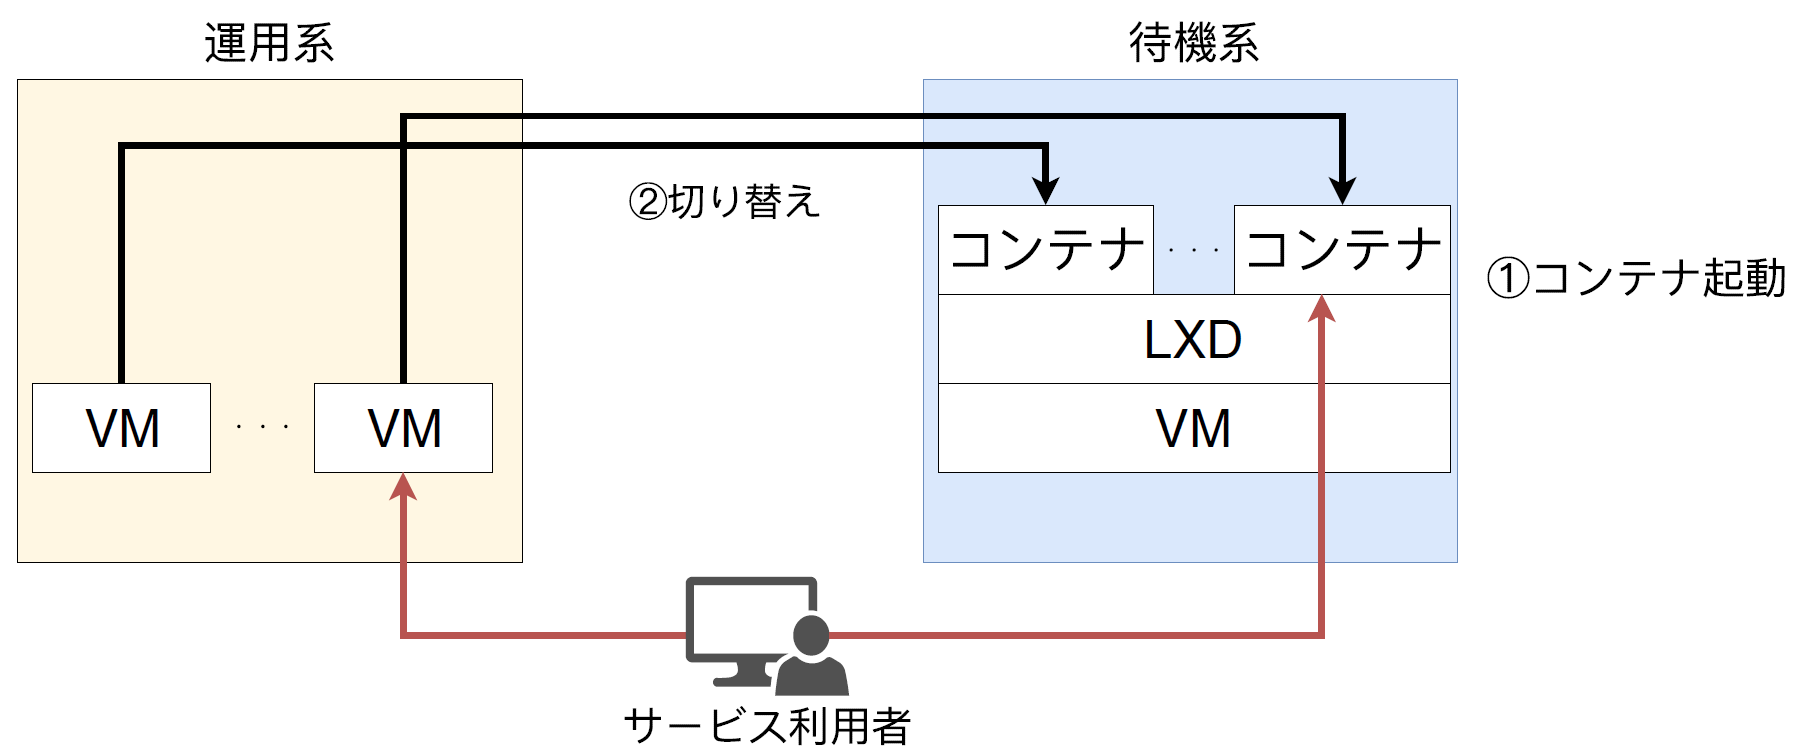 運用系
待機系
②切り替え
コンテナ
・・・
コンテナ
①コンテナ起動
LXD
VM
・・・
VM
VM
サービス利用者